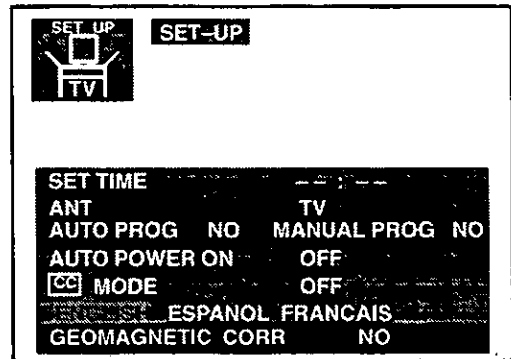 SET UP
SET–UP
TV
SET TIME – – : – –
ANT TV
AUTO PROG NO MANUAL PROG NO
AUTO POWER ON OFF
CC MODE OFF
ESPANOL FRANCAIS
GEOMAGNETIC CORR NO